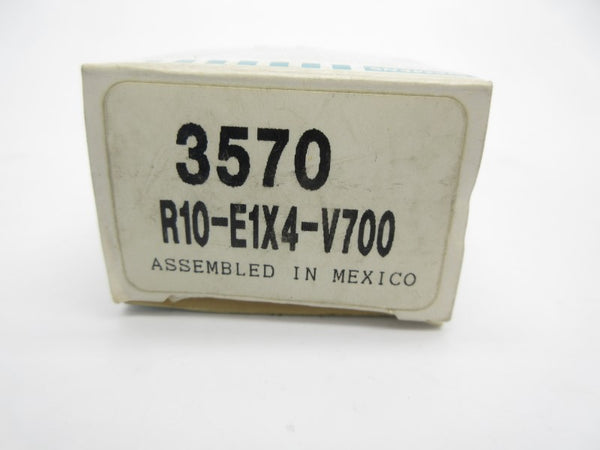 3570
R10-E1X4-V700
ASSEMBLED IN MEXICO